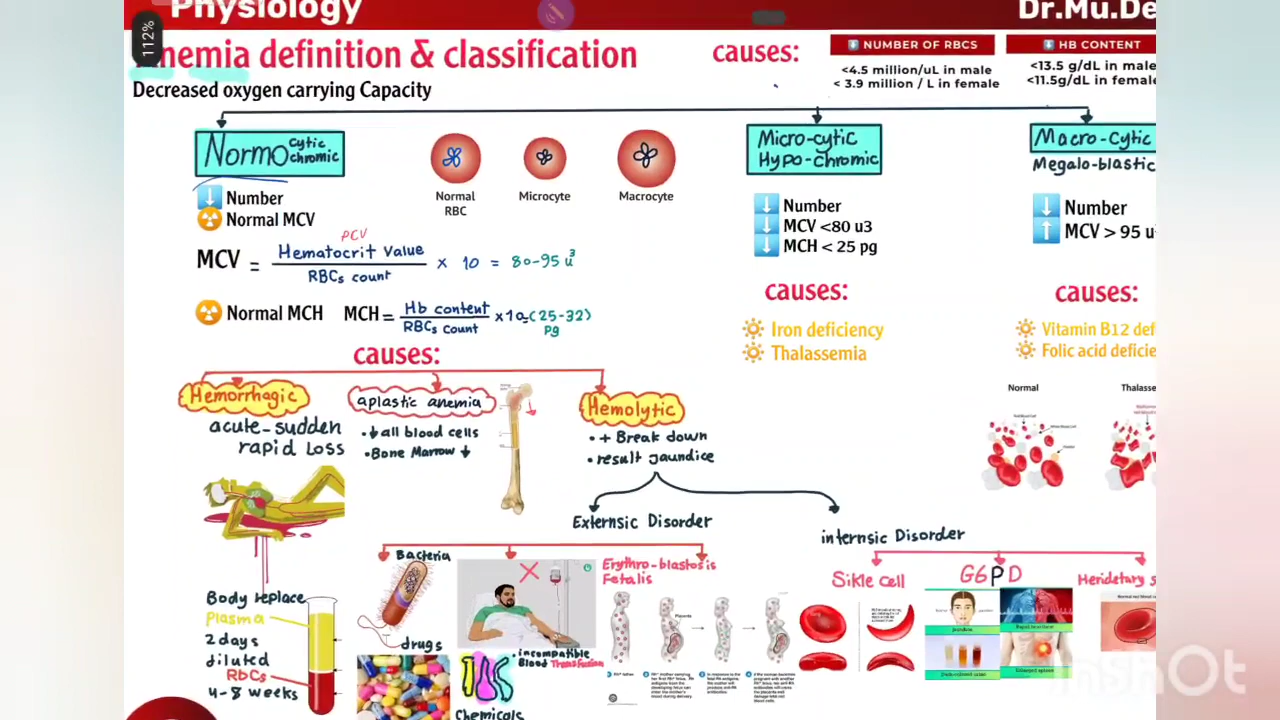 Physiology
Dr.Mu.De
112%
Anemia definition & classification
causes:
NUMBER OF RBCS
<4.5 million/uL in male
< 3.9 million / L in female
HB CONTENT
<13.5 g/dL in male
<11.5g/dL in female
Decreased oxygen carrying Capacity
Normo Cytic
chromic
Number
Normal MCV
Normal
RBC
Microcyte
Macrocyte
PCV
MCV = Hematocrit value
RBCs count
× 10 = 80-95 u³
Normal MCH
MCH = Hb content
RBCs count
×10=(25-32)
Pg
causes:
Hemorrhagic
acute-sudden
rapid Loss
aplastic anemia
all blood cells
Bone Marrow
Hemolytic
+ Break down
result jaundice
Micro-cytic
Hypo-chromic
Number
MCV <80 u3
MCH < 25 pg
causes:
Iron deficiency
Thalassemia
Macro-Cytic
Megalo-blastic
Number
MCV > 95 u
causes:
Vitamin B12 def
Folic acid deficie
Normal
Thalasse
Externsic Disorder
internsic Disorder
Bacteria
drugs
Chemicals
incompatible
Blood Transfusion
Erythro-blastosis
Fetalis
Placenta
Sikle cell
G6PD
Heridetary s
Body replace
Plasma
2 days
diluted
RBCs
4-8 weeks